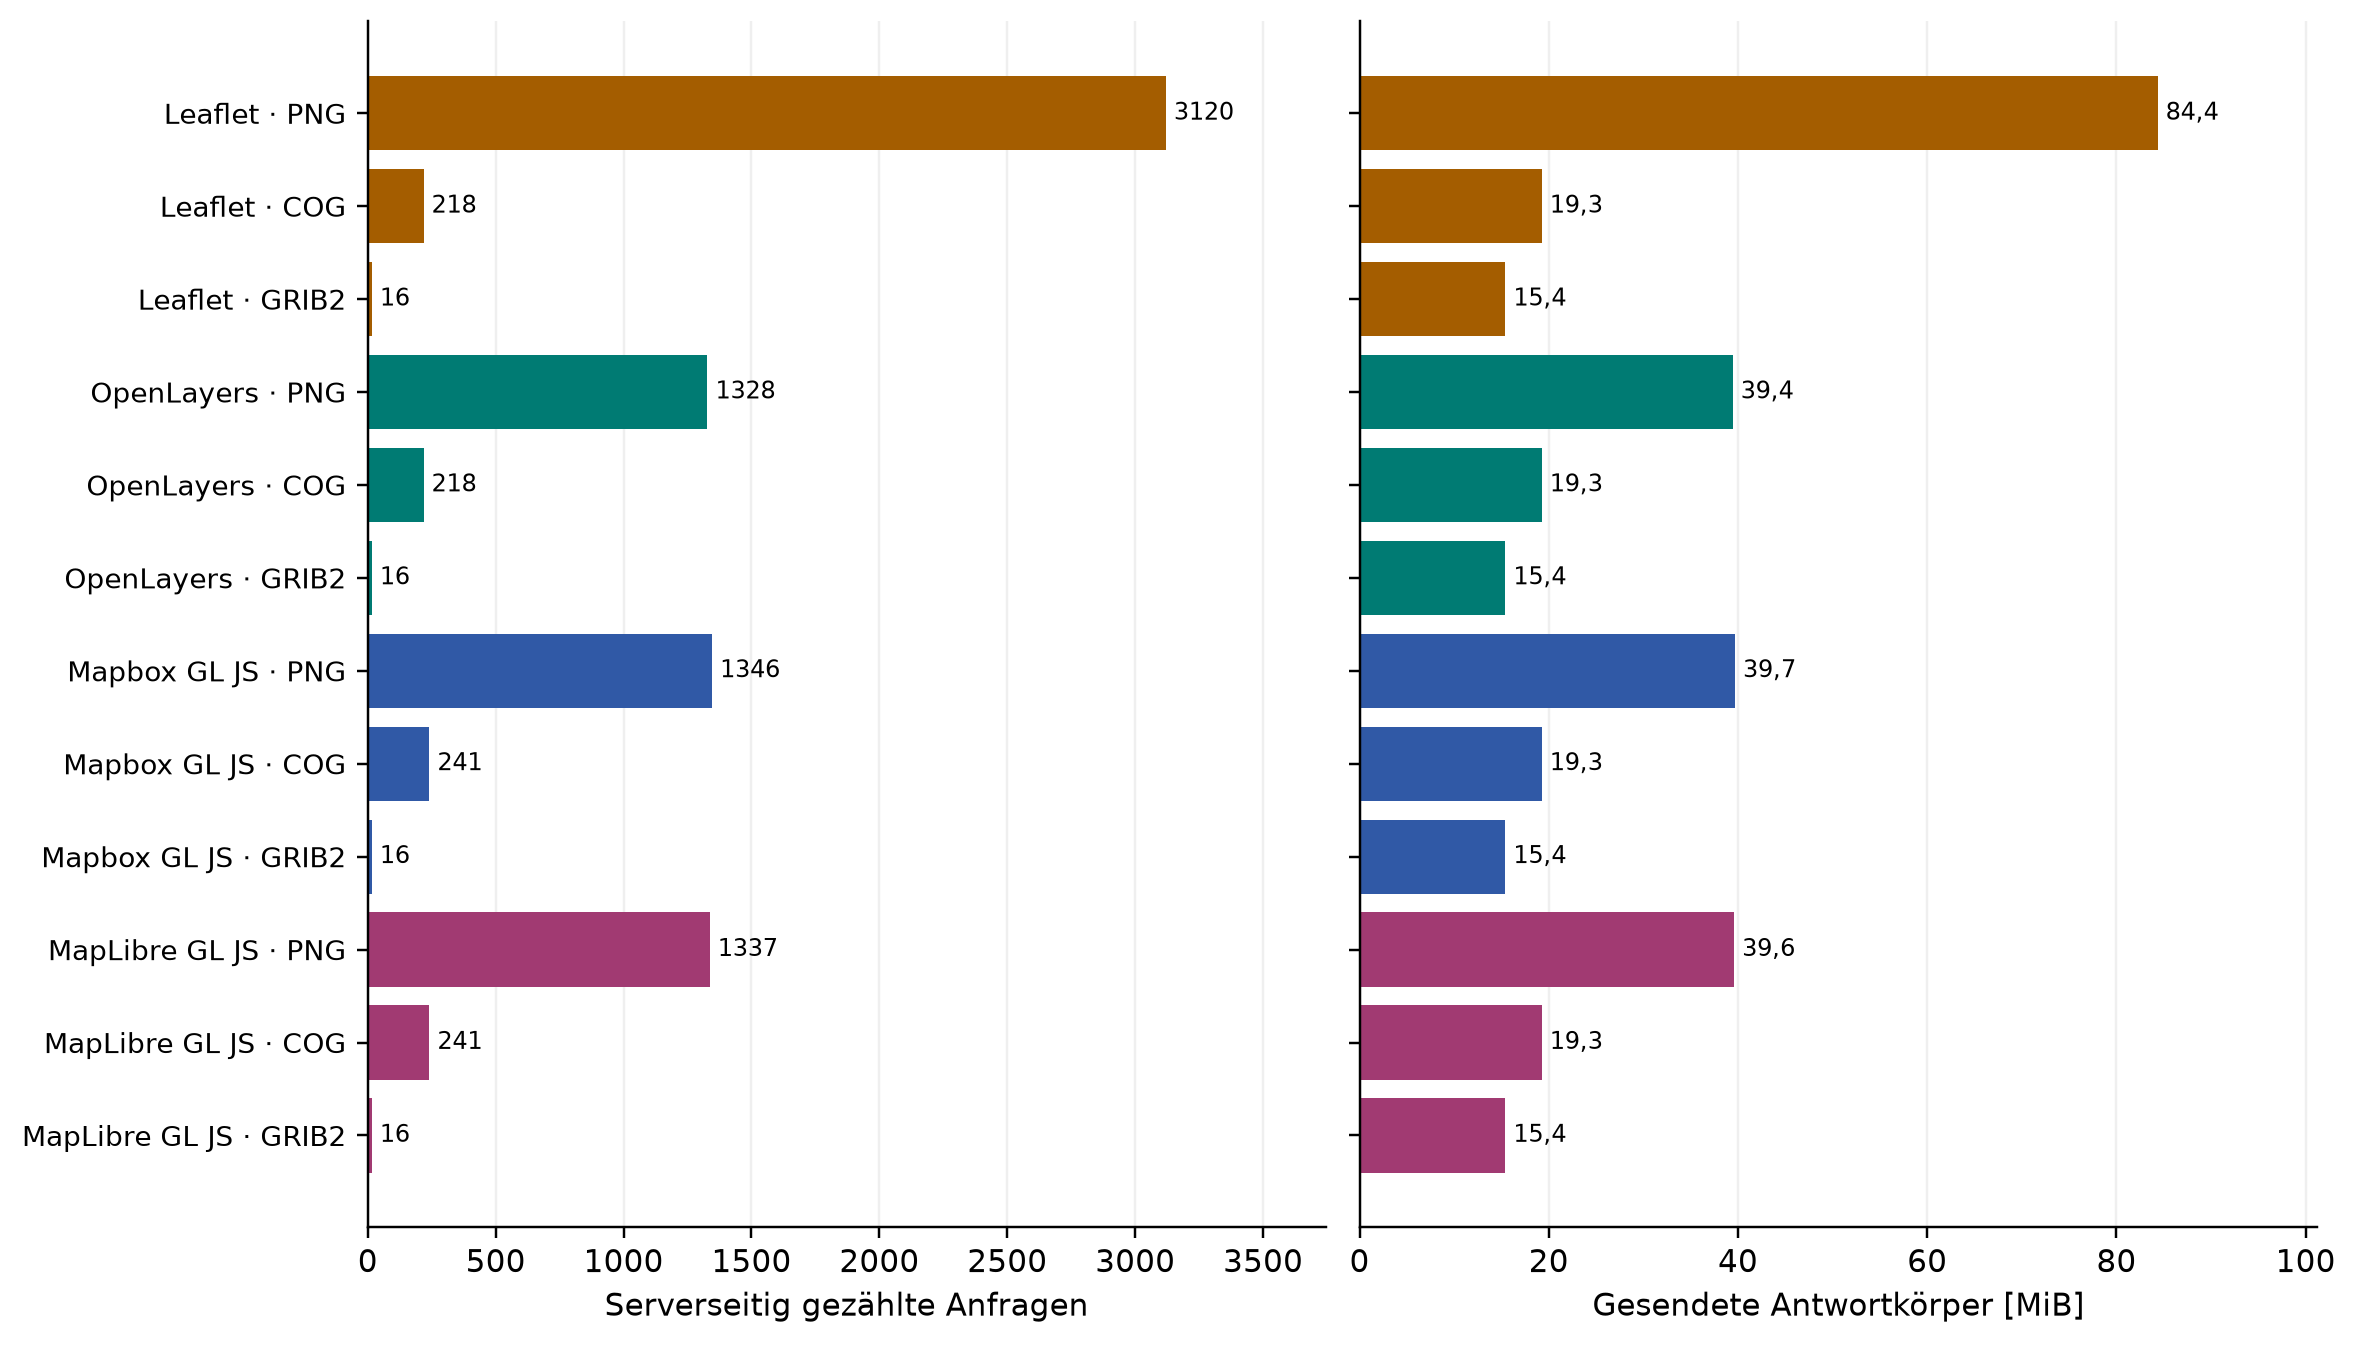 Leaflet · PNG 3120 84,4
Leaflet · COG 218 19,3
Leaflet · GRIB2 16 15,4
OpenLayers · PNG 1328 39,4
OpenLayers · COG 218 19,3
OpenLayers · GRIB2 16 15,4
Mapbox GL JS · PNG 1346 39,7
Mapbox GL JS · COG 241 19,3
Mapbox GL JS · GRIB2 16 15,4
MapLibre GL JS · PNG 1337 39,6
MapLibre GL JS · COG 241 19,3
MapLibre GL JS · GRIB2 16 15,4
0 500 1000 1500 2000 2500 3000 3500 0 20 40 60 80 100
Serverseitig gezählte Anfragen Gesendete Antwortkörper [MiB]